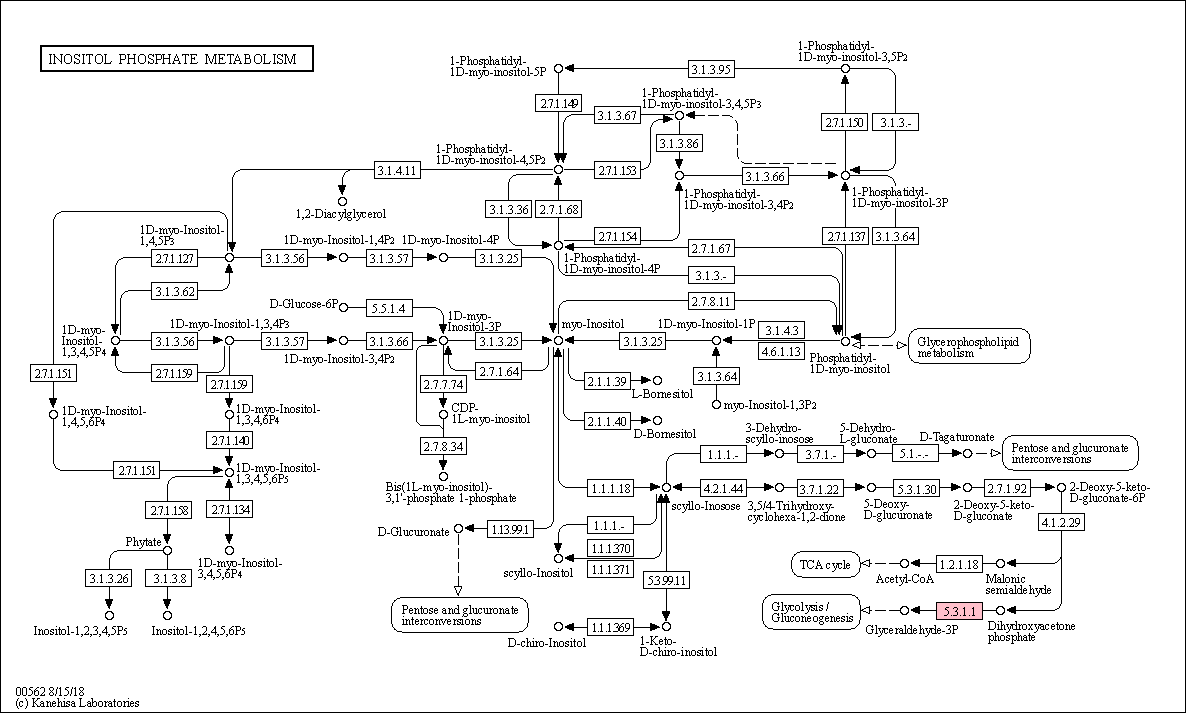 INOSITOL PHOSPHATE METABOLISM
1-Phosphatidyl-
1D-myo-inositol-5P
3.1.3.95
1-Phosphatidyl-
1D-myo-inositol-3,5P2
2.7.1.149
3.1.3.67
1-Phosphatidyl-
1D-myo-inositol-3,4,5P3
2.7.1.150
3.1.3.-
3.1.3.86
1-Phosphatidyl-
1D-myo-inositol-4,5P2
3.1.4.11
2.7.1.153
3.1.3.66
1-Phosphatidyl-
1D-myo-inositol-3P
1-Phosphatidyl-
1D-myo-inositol-3,4P2
1,2-Diacylglycerol
3.1.3.36
2.7.1.68
2.7.1.154
2.7.1.137
3.1.3.64
1D-myo-Inositol-
1,4,5P3
1D-myo-Inositol-1,4P2
1D-myo-Inositol-4P
2.7.1.67
2.7.1.127
3.1.3.56
3.1.3.57
3.1.3.25
1-Phosphatidyl-
1D-myo-inositol-4P
3.1.3.-
3.1.3.62
D-Glucose-6P
5.5.1.4
2.7.8.11
1D-myo-
Inositol-
1,3,4,5P4
1D-myo-Inositol-1,3,4P3
1D-myo-
Inositol-3P
myo-Inositol
1D-myo-Inositol-1P
3.1.4.3
3.1.3.56
3.1.3.57
3.1.3.66
3.1.3.25
3.1.3.25
4.6.1.13
Glycerophospholipid
metabolism
1D-myo-Inositol-3,4P2
Phosphatidyl-
1D-myo-inositol
2.7.1.151
2.7.1.159
2.7.1.159
2.7.7.74
2.7.1.64
2.1.1.39
L-Bornesitol
3.1.3.64
myo-Inositol-1,3P2
1D-myo-Inositol-
1,4,5,6P4
1D-myo-Inositol-
1,3,4,6P4
CDP-
1L-myo-inositol
2.1.1.40
D-Bornesitol
2.7.1.140
2.7.8.34
3-Dehydro-
scyllo-inosose
5-Dehydro-
L-gluconate
D-Tagaturonate
1.1.1.-
3.7.1.-
5.1.-.-
Pentose and glucuronate
interconversions
2.7.1.151
1D-myo-Inositol-
1,3,4,5,6P5
Bis(1L-myo-inositol)-
3,1'-phosphate 1-phosphate
1.1.1.18
4.2.1.44
3.7.1.22
5.3.1.30
2.7.1.92
2-Deoxy-5-keto-
D-gluconate-6P
scyllo-Inosose
3,5/4-Trihydroxy-
cyclohexa-1,2-dione
5-Deoxy-
D-glucuronate
2-Deoxy-5-keto-
D-gluconate
2.7.1.158
2.7.1.134
D-Glucuronate
1.13.99.1
1.1.1.-
4.1.2.29
Phytate
1D-myo-Inositol-
3,4,5,6P4
1.1.1.370
1.1.1.371
scyllo-Inositol
TCA cycle
Acetyl-CoA
1.2.1.18
Malonic
semialdehyde
3.1.3.26
3.1.3.8
5.3.99.11
Pentose and glucuronate
interconversions
Glycolysis /
Gluconeogenesis
5.3.1.1
Glyceraldehyde-3P
Dihydroxyacetone
phosphate
Inositol-1,2,3,4,5P5
Inositol-1,2,4,5,6P5
D-chiro-Inositol
1.1.1.369
1-Keto-
D-chiro-inositol
00562 8/15/18
(c) Kanehisa Laboratories